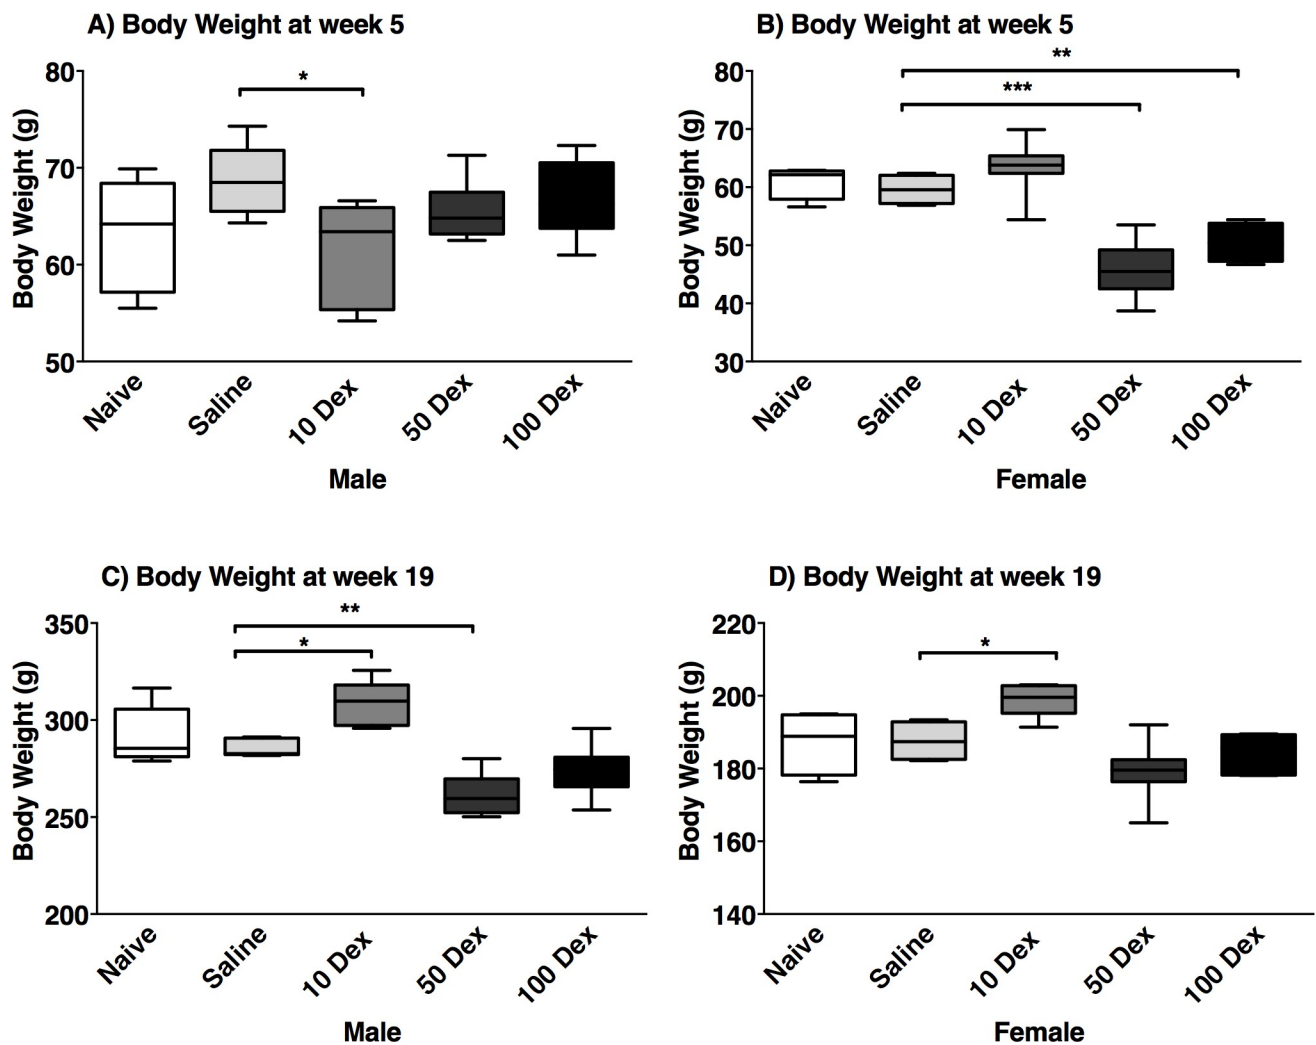 A) Body Weight at week 5
Body Weight (g)
80
70
60
50
*
Naive
Saline
10 Dex
50 Dex
100 Dex
Male
B) Body Weight at week 5
Body Weight (g)
80
70
60
50
40
30
**
***
Naive
Saline
10 Dex
50 Dex
100 Dex
Female
C) Body Weight at week 19
Body Weight (g)
350
300
250
200
**
*
Naive
Saline
10 Dex
50 Dex
100 Dex
Male
D) Body Weight at week 19
Body Weight (g)
220
200
180
160
140
*
Naive
Saline
10 Dex
50 Dex
100 Dex
Female